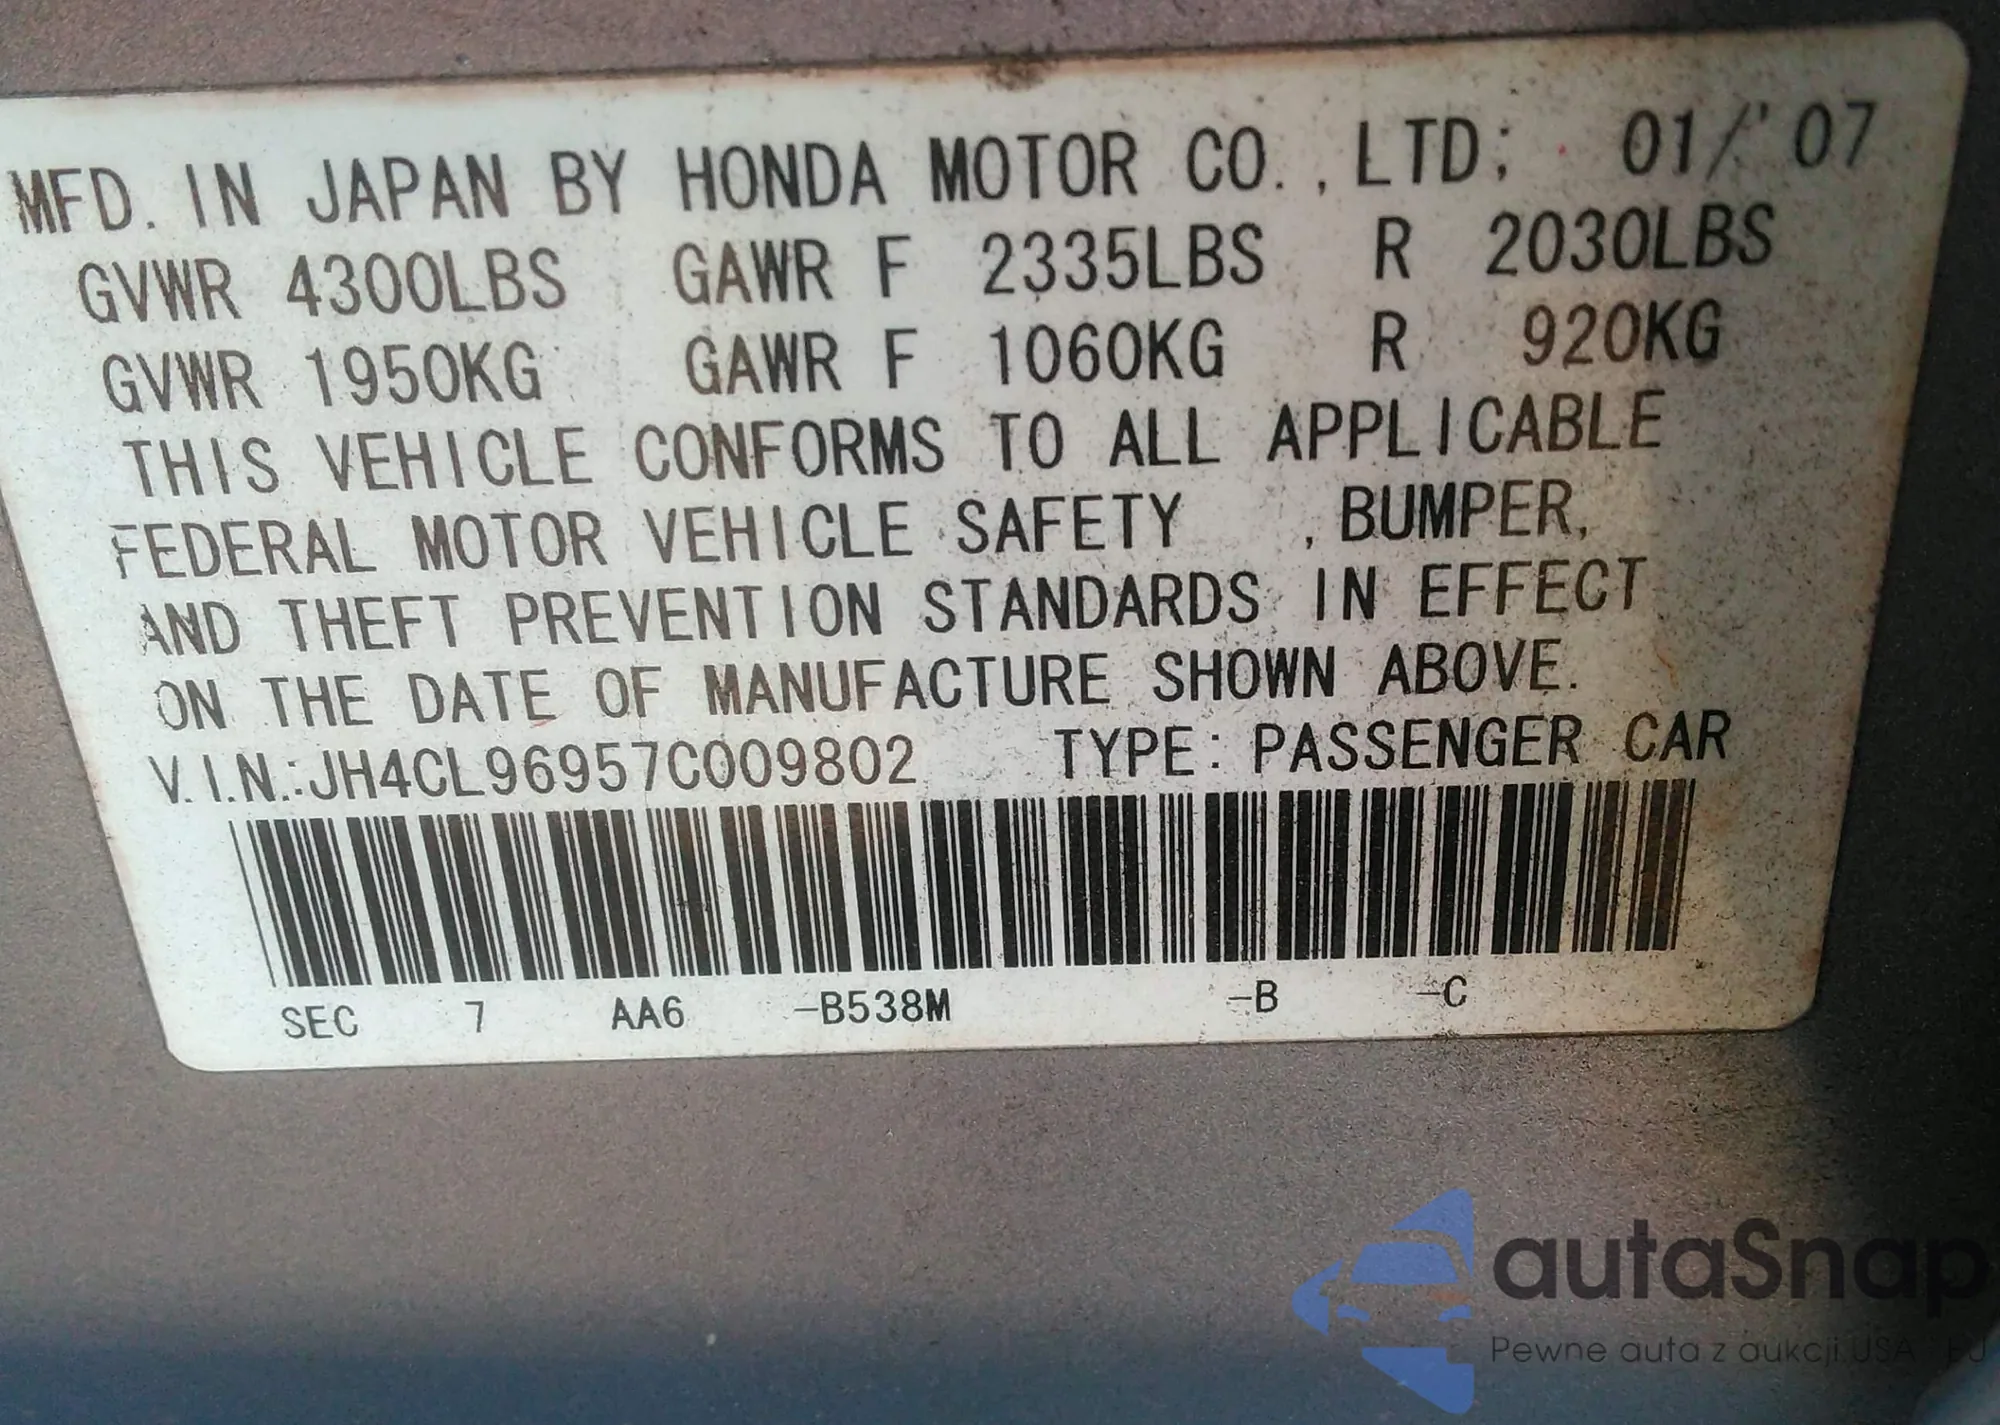 MFD. IN JAPAN BY HONDA MOTOR CO., LTD; 01/'07
GVWR 4300LBS GAWR F 2335LBS R 2030LBS
GVWR 1950KG GAWR F 1060KG R 920KG
THIS VEHICLE CONFORMS TO ALL APPLICABLE
FEDERAL MOTOR VEHICLE SAFETY , BUMPER,
AND THEFT PREVENTION STANDARDS IN EFFECT
ON THE DATE OF MANUFACTURE SHOWN ABOVE.
V.I.N.:JH4CL96957C009802 TYPE: PASSENGER CAR
SEC 7 AA6 -B538M -B -C
autaSnap
Pewne auta z aukcji USA - EU